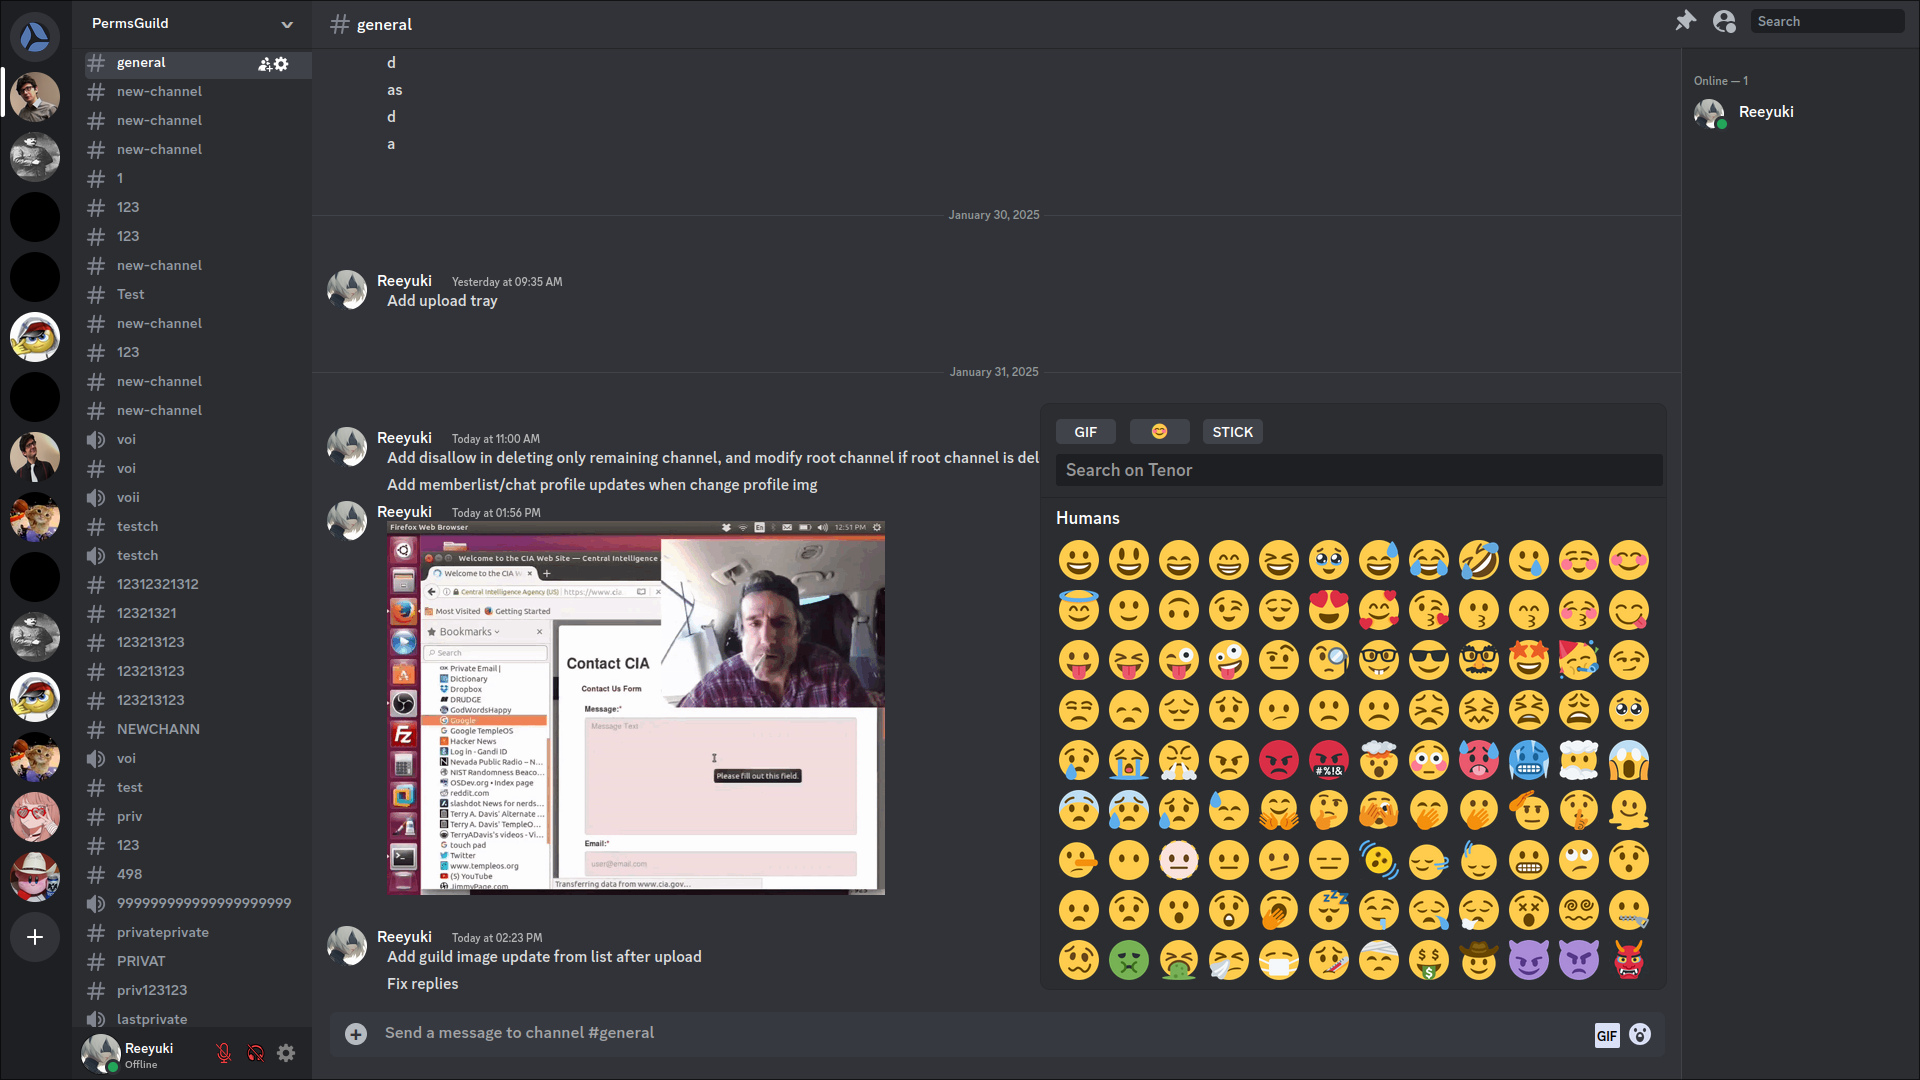 PermsGuild
general
new-channel
new-channel
new-channel
1
123
123
new-channel
Test
new-channel
123
new-channel
new-channel
voi
voi
voii
testch
testch
12312321312
12321321
123213123
123213123
123213123
NEWCHANN
voi
test
priv
123
498
99999999999999999999
privateprivate
PRIVAT
priv123123
lastprivate
Reeyuki
Offline
general
Search
d
as
d
a
January 30, 2025
Reeyuki Yesterday at 09:35 AM
Add upload tray
January 31, 2025
Reeyuki Today at 11:00 AM
Add disallow in deleting only remaining channel, and modify root channel if root channel is del
Add memberlist/chat profile updates when change profile img
Reeyuki Today at 01:56 PM
Firefox Web Browser
En
12:51 PM
Welcome to the CIA Web Site — Central Intelligence
Welcome to the CIA W
Central Intelligence Agency (US) https://www.cia
Most Visited Getting Started
Bookmarks
Search
Private Email |
Dictionary
Dropbox
DRUDGE
GodWordsHappy
Google
Google TempleOS
Hacker News
Log in - Gandi ID
Nevada Public Radio – N...
NIST Randomness Beaco...
OSDev.org • Index page
reddit.com
slashdot News for nerds...
Terry A. Davis' Alternate ...
Terry A. Davis' TempleO...
TerryADavis's videos - Vi...
touch pad
Twitter
www.templeos.org
(5) YouTube
JimmyPage.com
Contact CIA
Contact Us Form
Message:*
Message Text
Please fill out this field.
Email:*
user@email.com
Transferring data from www.cia.gov...
Reeyuki Today at 02:23 PM
Add guild image update from list after upload
Fix replies
Send a message to channel #general
GIF
GIF
STICK
Search on Tenor
Humans
#%!&
zzz
Online — 1
Reeyuki